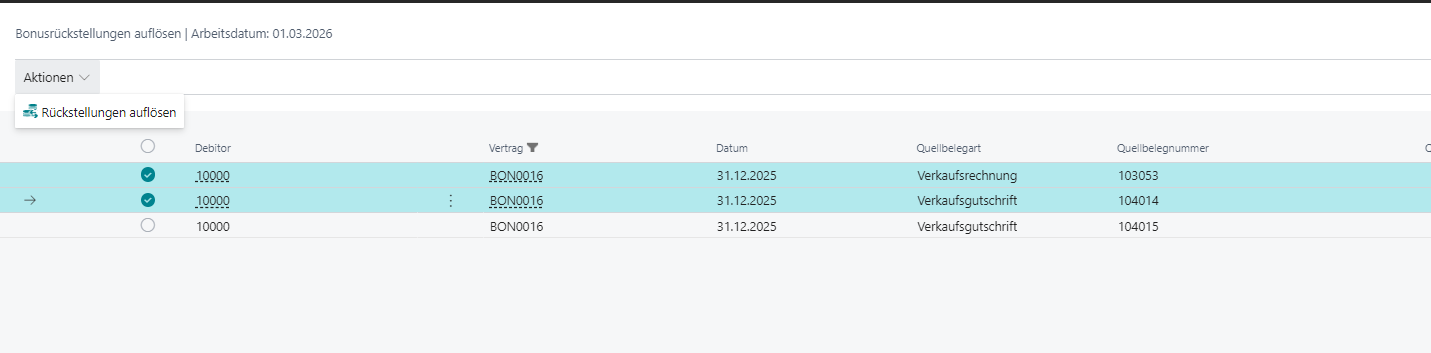 Bonusrückstellungen auflösen | Arbeitsdatum: 01.03.2026
Aktionen
Rückstellungen auflösen
Debitor Vertrag Datum Quellbelegart Quellbelegnummer
10000 BON0016 31.12.2025 Verkaufsrechnung 103053
10000 BON0016 31.12.2025 Verkaufsgutschrift 104014
10000 BON0016 31.12.2025 Verkaufsgutschrift 104015